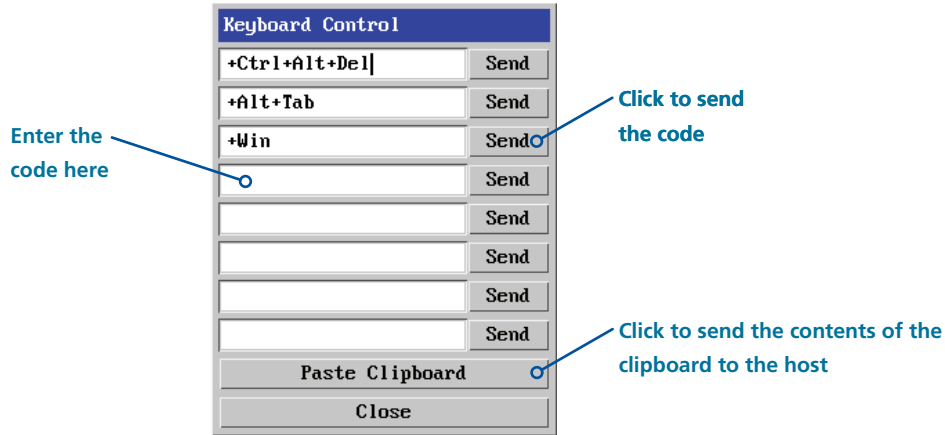 Keyboard Control
+Ctrl+Alt+Del Send
+Alt+Tab Send
+Win Send
Send
Send
Send
Send
Send
Paste Clipboard
Close
Enter the
code here
Click to send
the code
Click to send the contents of the
clipboard to the host